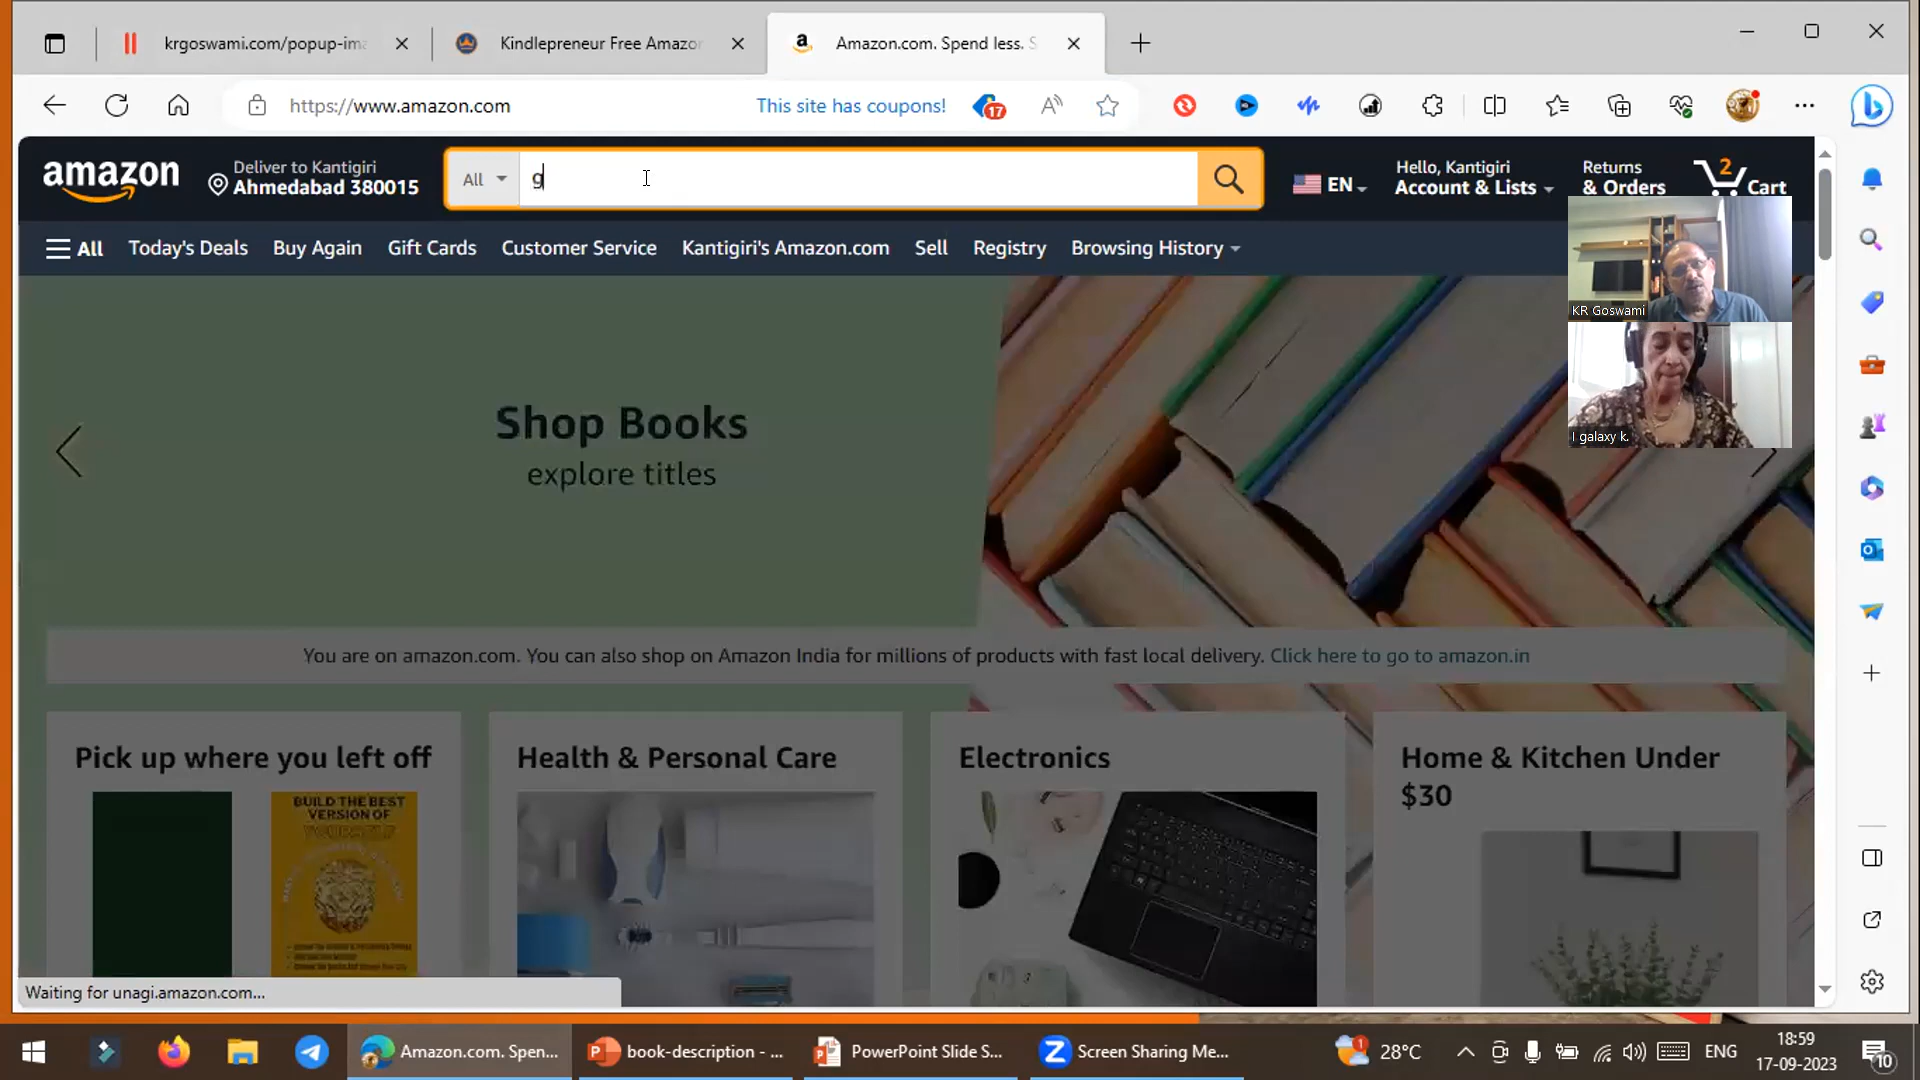 krgoswami.com/popup-ima
Kindlepreneur Free Amazon
Amazon.com. Spend less. S
https://www.amazon.com
This site has coupons!
17
amazon
Deliver to Kantigiri
Ahmedabad 380015
All
g
EN
Hello, Kantigiri
Account & Lists
Returns
& Orders
2
Cart
All
Today's Deals
Buy Again
Gift Cards
Customer Service
Kantigiri's Amazon.com
Sell
Registry
Browsing History
KR Goswami
I galaxy k.
Shop Books
explore titles
You are on amazon.com. You can also shop on Amazon India for millions of products with fast local delivery. Click here to go to amazon.in
Pick up where you left off
Health & Personal Care
Electronics
Home & Kitchen Under
$30
BUILD THE BEST
VERSION OF
YOURSELF
Waiting for unagi.amazon.com...
Amazon.com. Spen...
book-description - ...
PowerPoint Slide S...
Screen Sharing Me...
1
28°C
ENG
18:59
17-09-2023
10